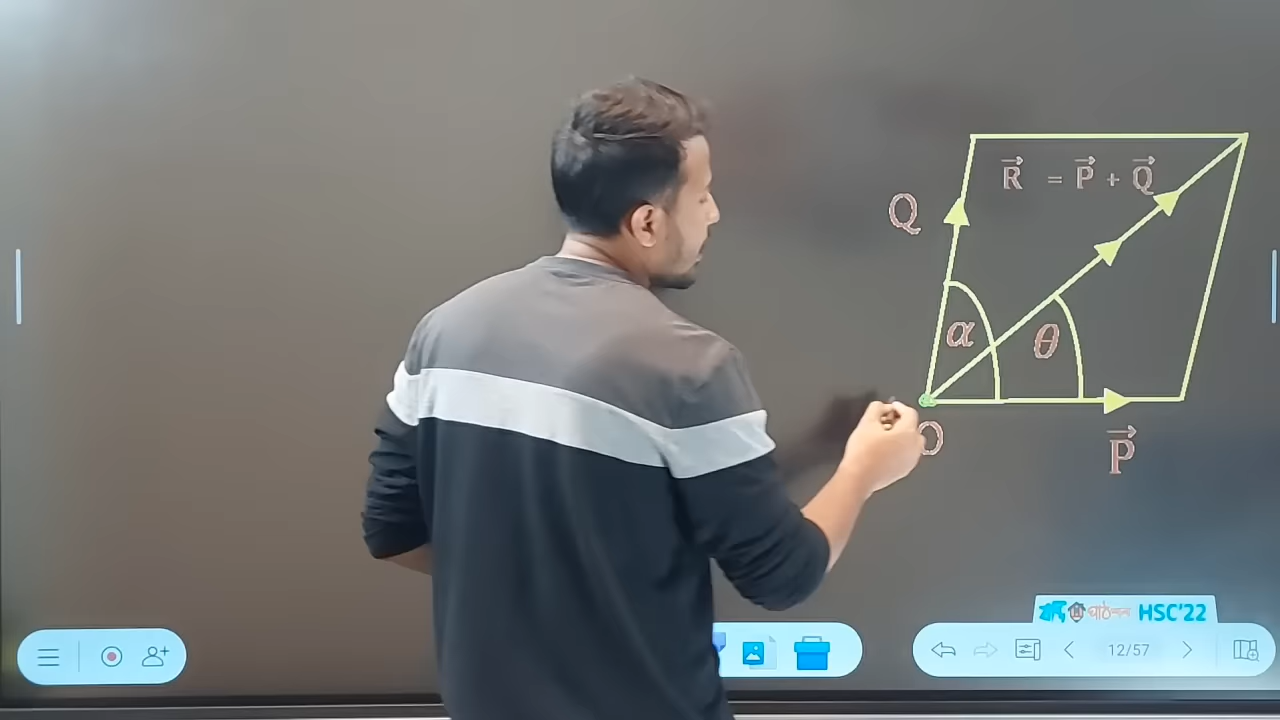 R⃗ = P⃗ + Q⃗
Q
α
θ
O
P⃗
পাঠশালা HSC'22
12/57